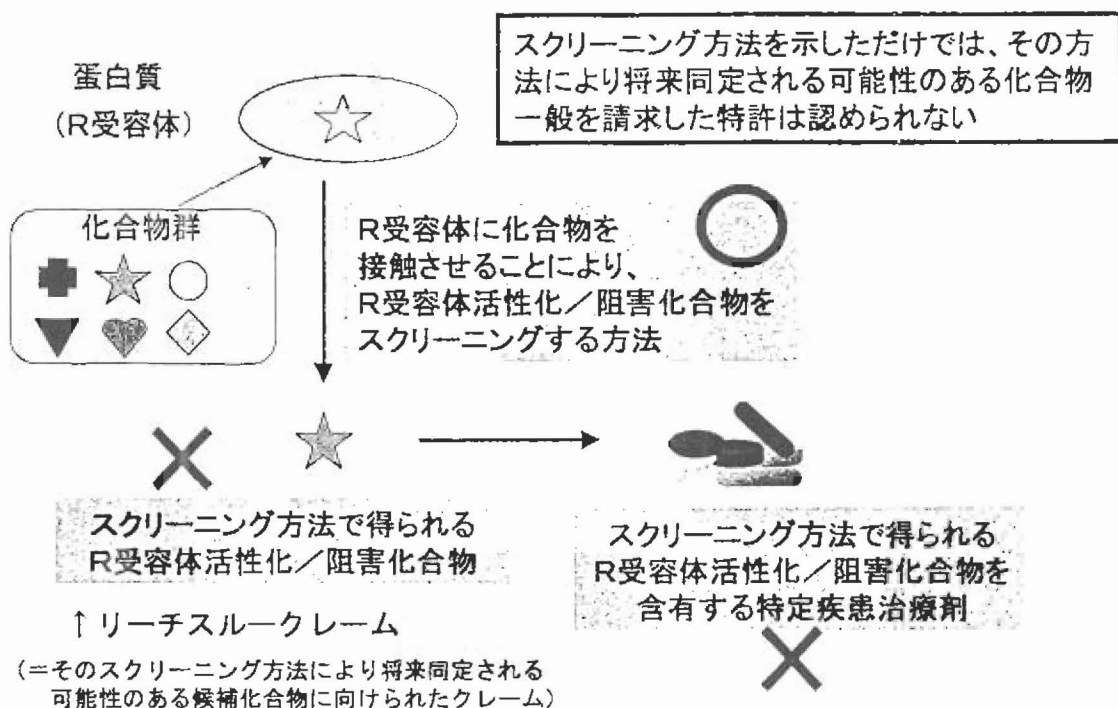 スクリーニング方法を示しただけでは、その方
法により将来同定される可能性のある化合物
一般を請求した特許は認められない
蛋白質
（R受容体）
化合物群
R受容体に化合物を
接触させることにより、
R受容体活性化／阻害化合物を
スクリーニングする方法
スクリーニング方法で得られる
R受容体活性化／阻害化合物
スクリーニング方法で得られる
R受容体活性化／阻害化合物を
含有する特定疾患治療剤
↑リーチスルークレーム
（＝そのスクリーニング方法により将来同定される
可能性のある候補化合物に向けられたクレーム）